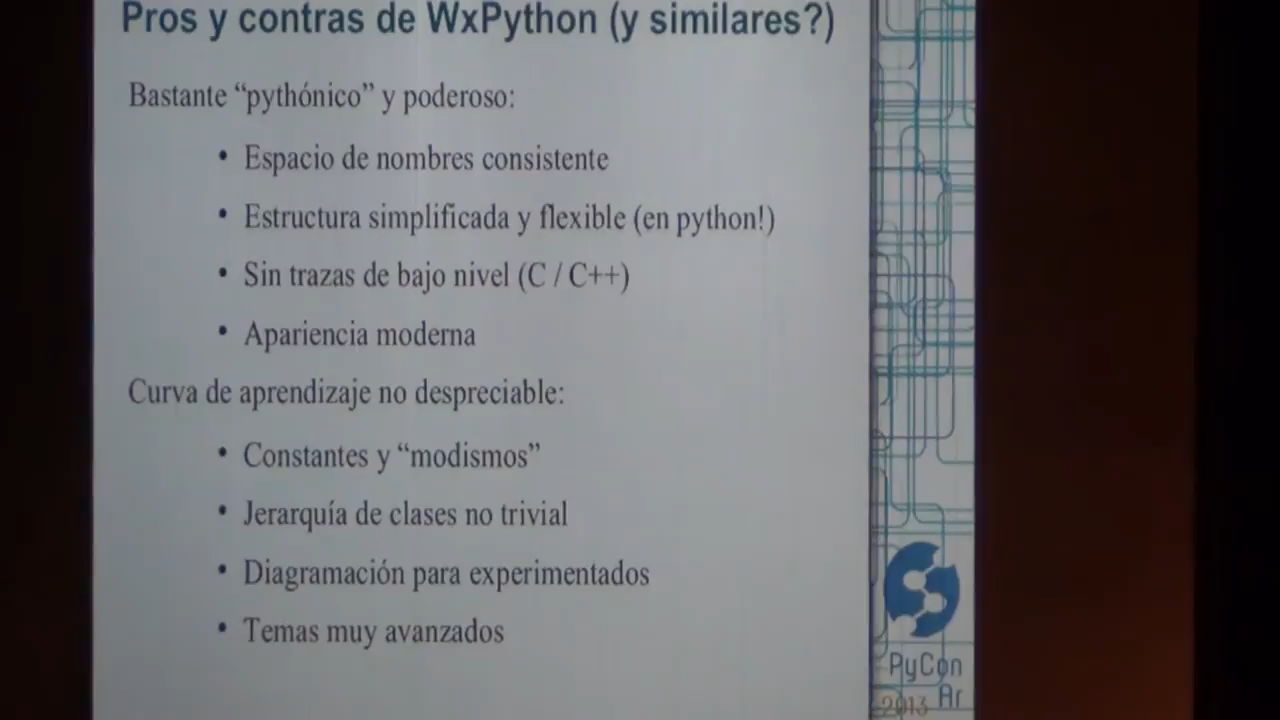 Pros y contras de WxPython (y similares?)
Bastante “pythónico” y poderoso:
• Espacio de nombres consistente
• Estructura simplificada y flexible (en python!)
• Sin trazas de bajo nivel (C / C++)
• Apariencia moderna
Curva de aprendizaje no despreciable:
• Constantes y “modismos”
• Jerarquía de clases no trivial
• Diagramación para experimentados
• Temas muy avanzados
PyCon
2013 Ar